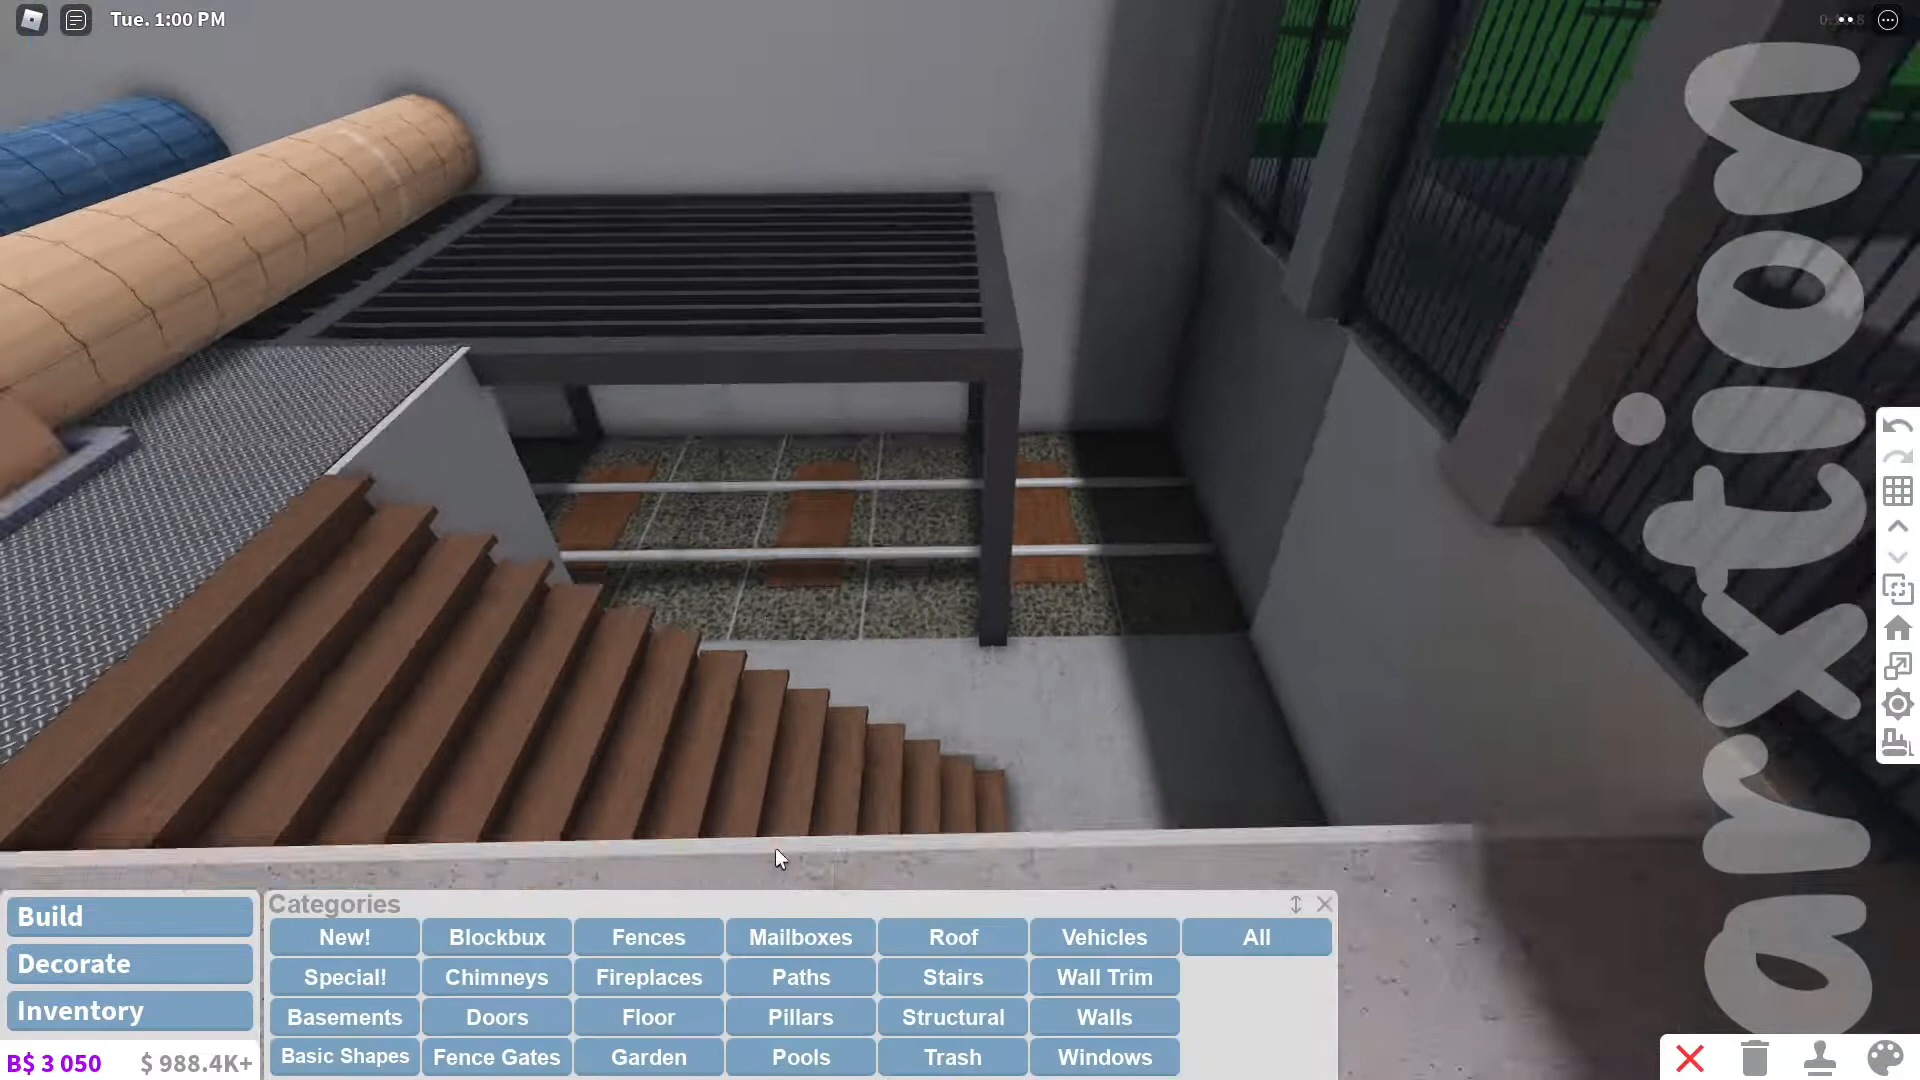 Tue. 1:00 PM
arxtion
Build
Decorate
Inventory
B$ 3 050
$ 988.4K+
Categories
New! Blockbux Fences Mailboxes Roof Vehicles All
Special! Chimneys Fireplaces Paths Stairs Wall Trim
Basements Doors Floor Pillars Structural Walls
Basic Shapes Fence Gates Garden Pools Trash Windows